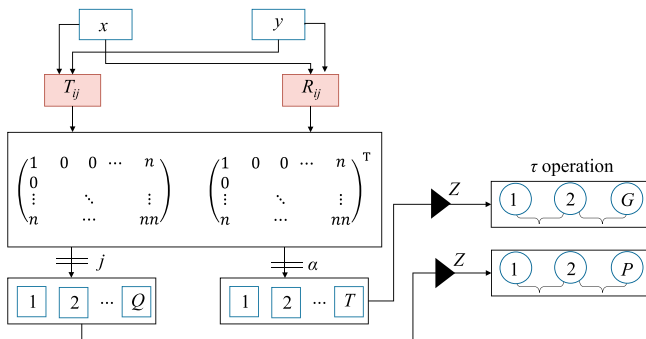 x y
T_ij R_ij
1 0 0 ⋯ n 1 0 0 ⋯ n T
0 0
⋮ ⋱ ⋮ ⋮ ⋱ ⋮
n ⋯ nn n ⋯ nn
τ operation
Z 1 2 G
j α
Z 1 2 P
1 2 ⋯ Q 1 2 ⋯ T